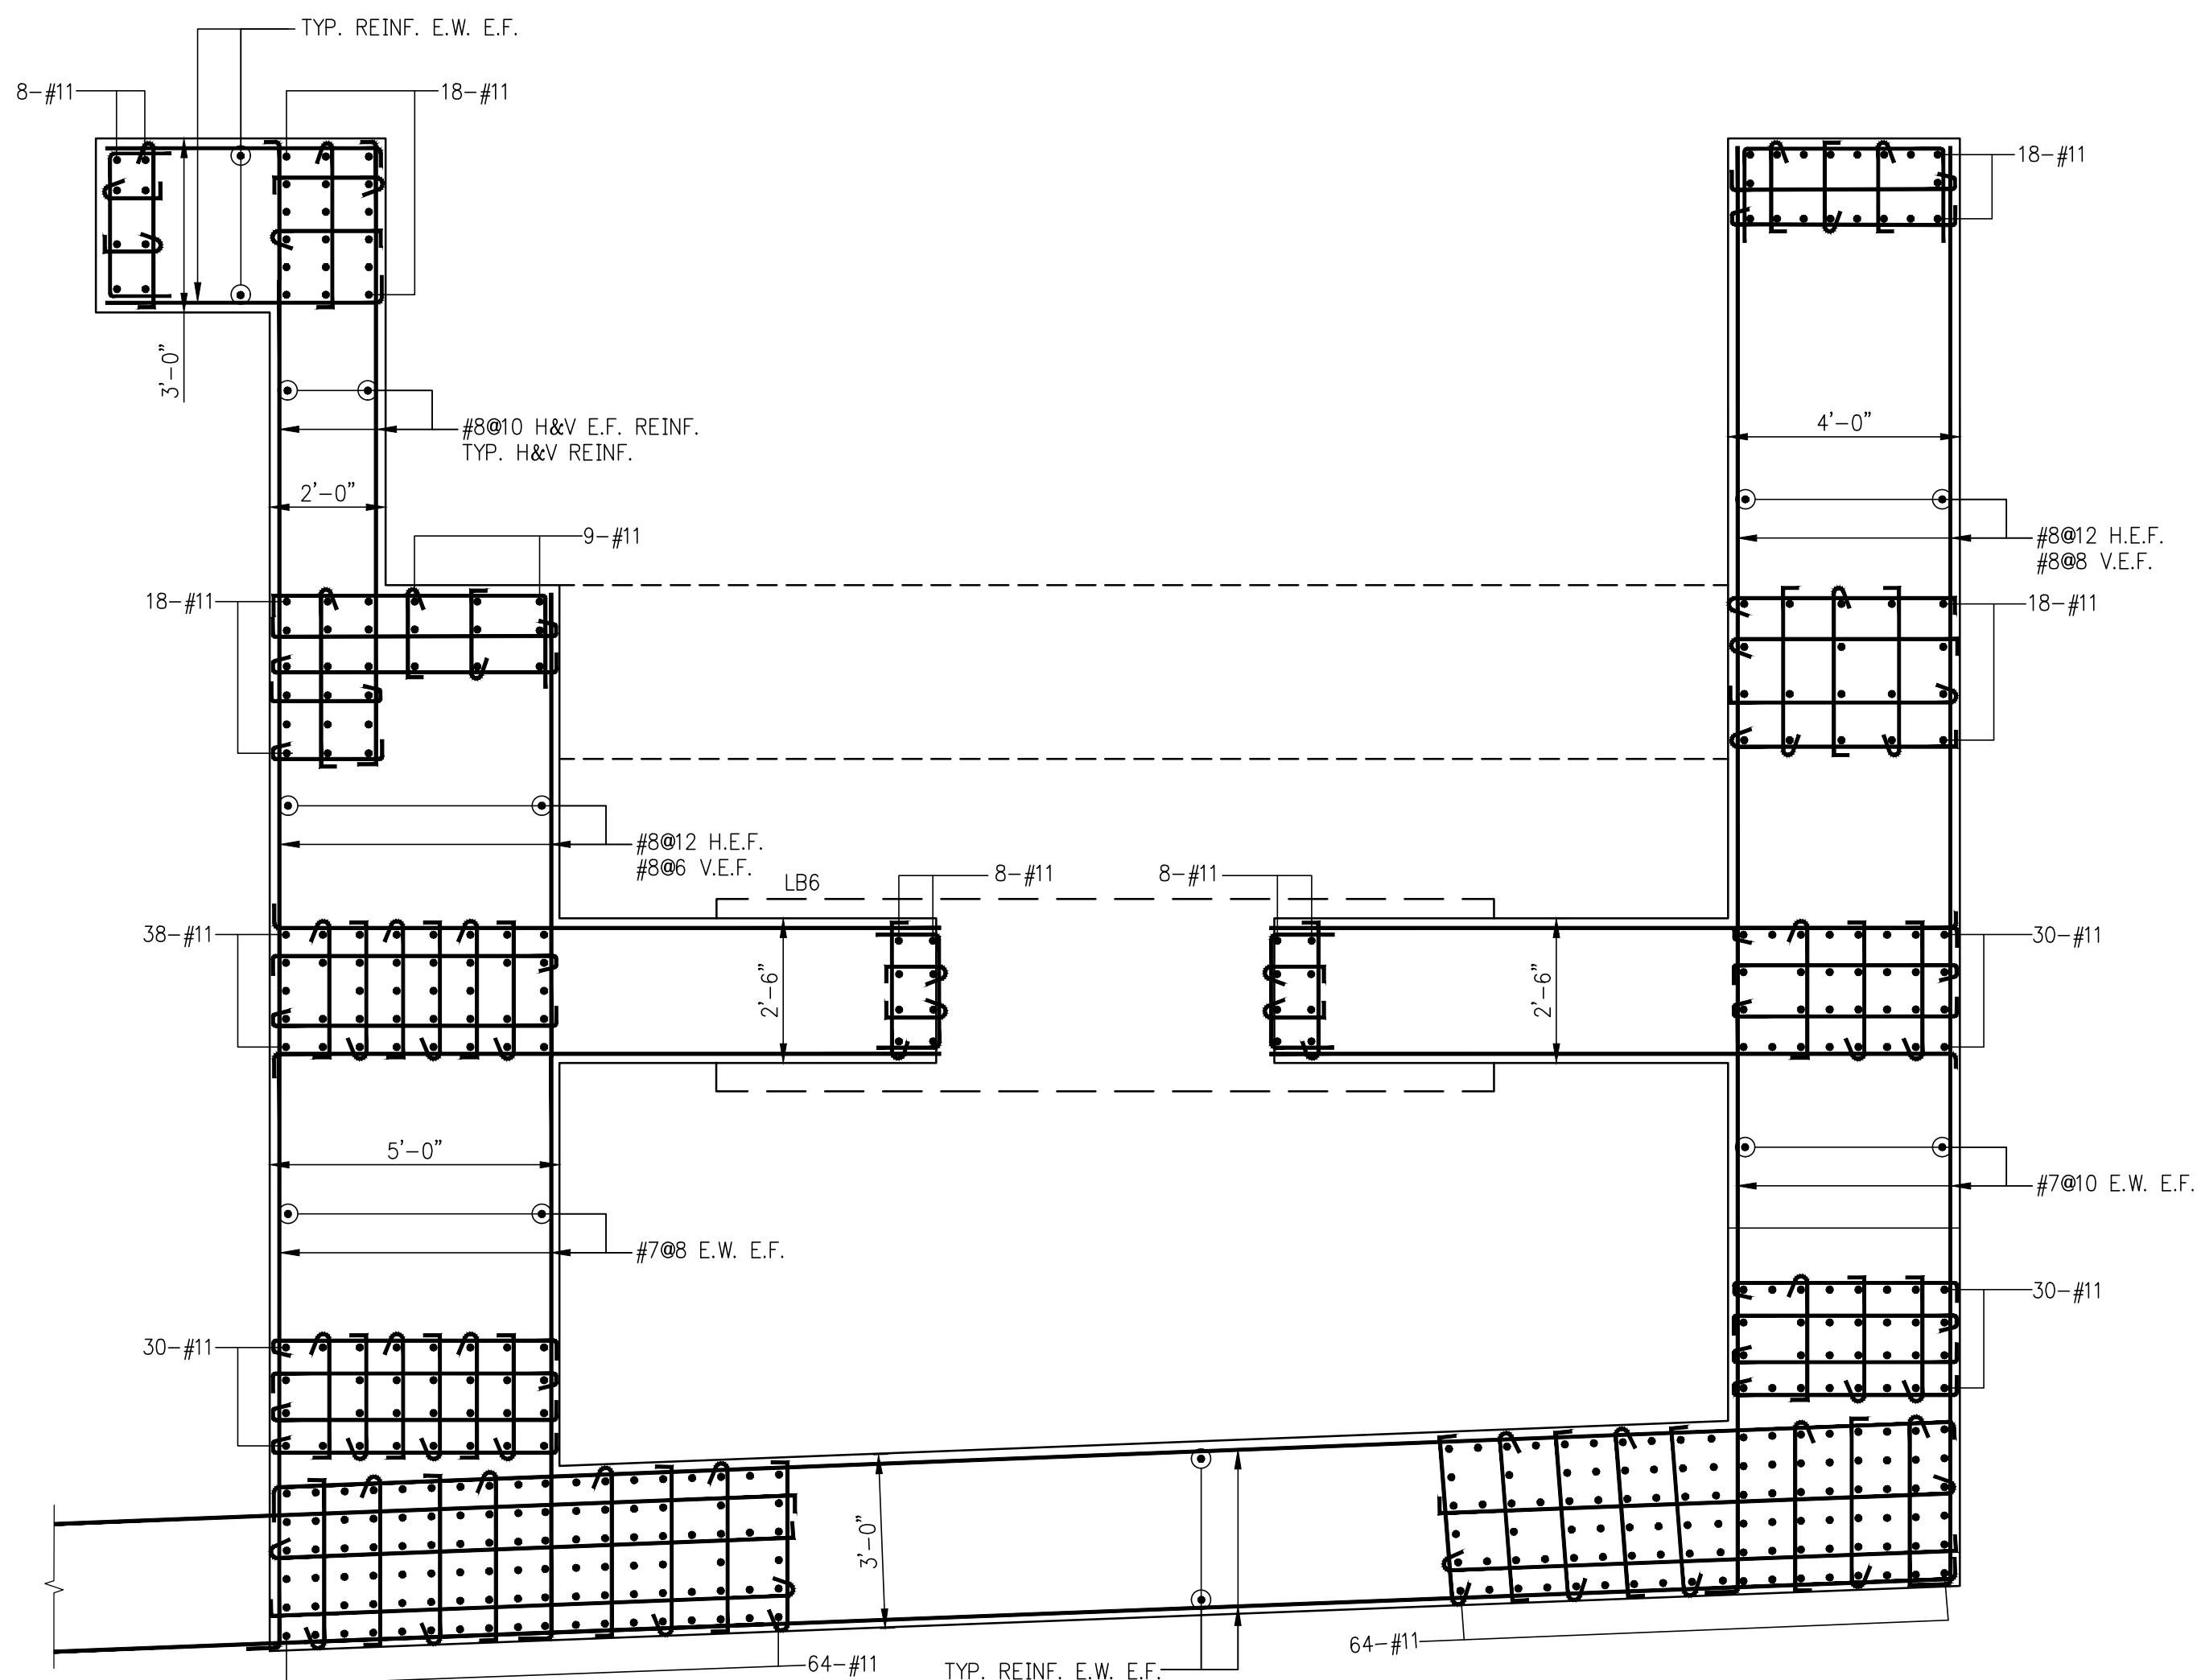 TYP. REINF. E.W. E.F.
8-#11
18-#11
18-#11
3'-0"
#8@10 H&V E.F. REINF.
TYP. H&V REINF.
4'-0"
2'-0"
9-#11
#8@12 H.E.F.
#8@8 V.E.F.
18-#11
18-#11
#8@12 H.E.F.
#8@6 V.E.F.
LB6
8-#11
8-#11
38-#11
30-#11
2'-6"
2'-6"
5'-0"
#7@10 E.W. E.F.
#7@8 E.W. E.F.
30-#11
30-#11
3'-0"
64-#11
64-#11
TYP. REINF. E.W. E.F.